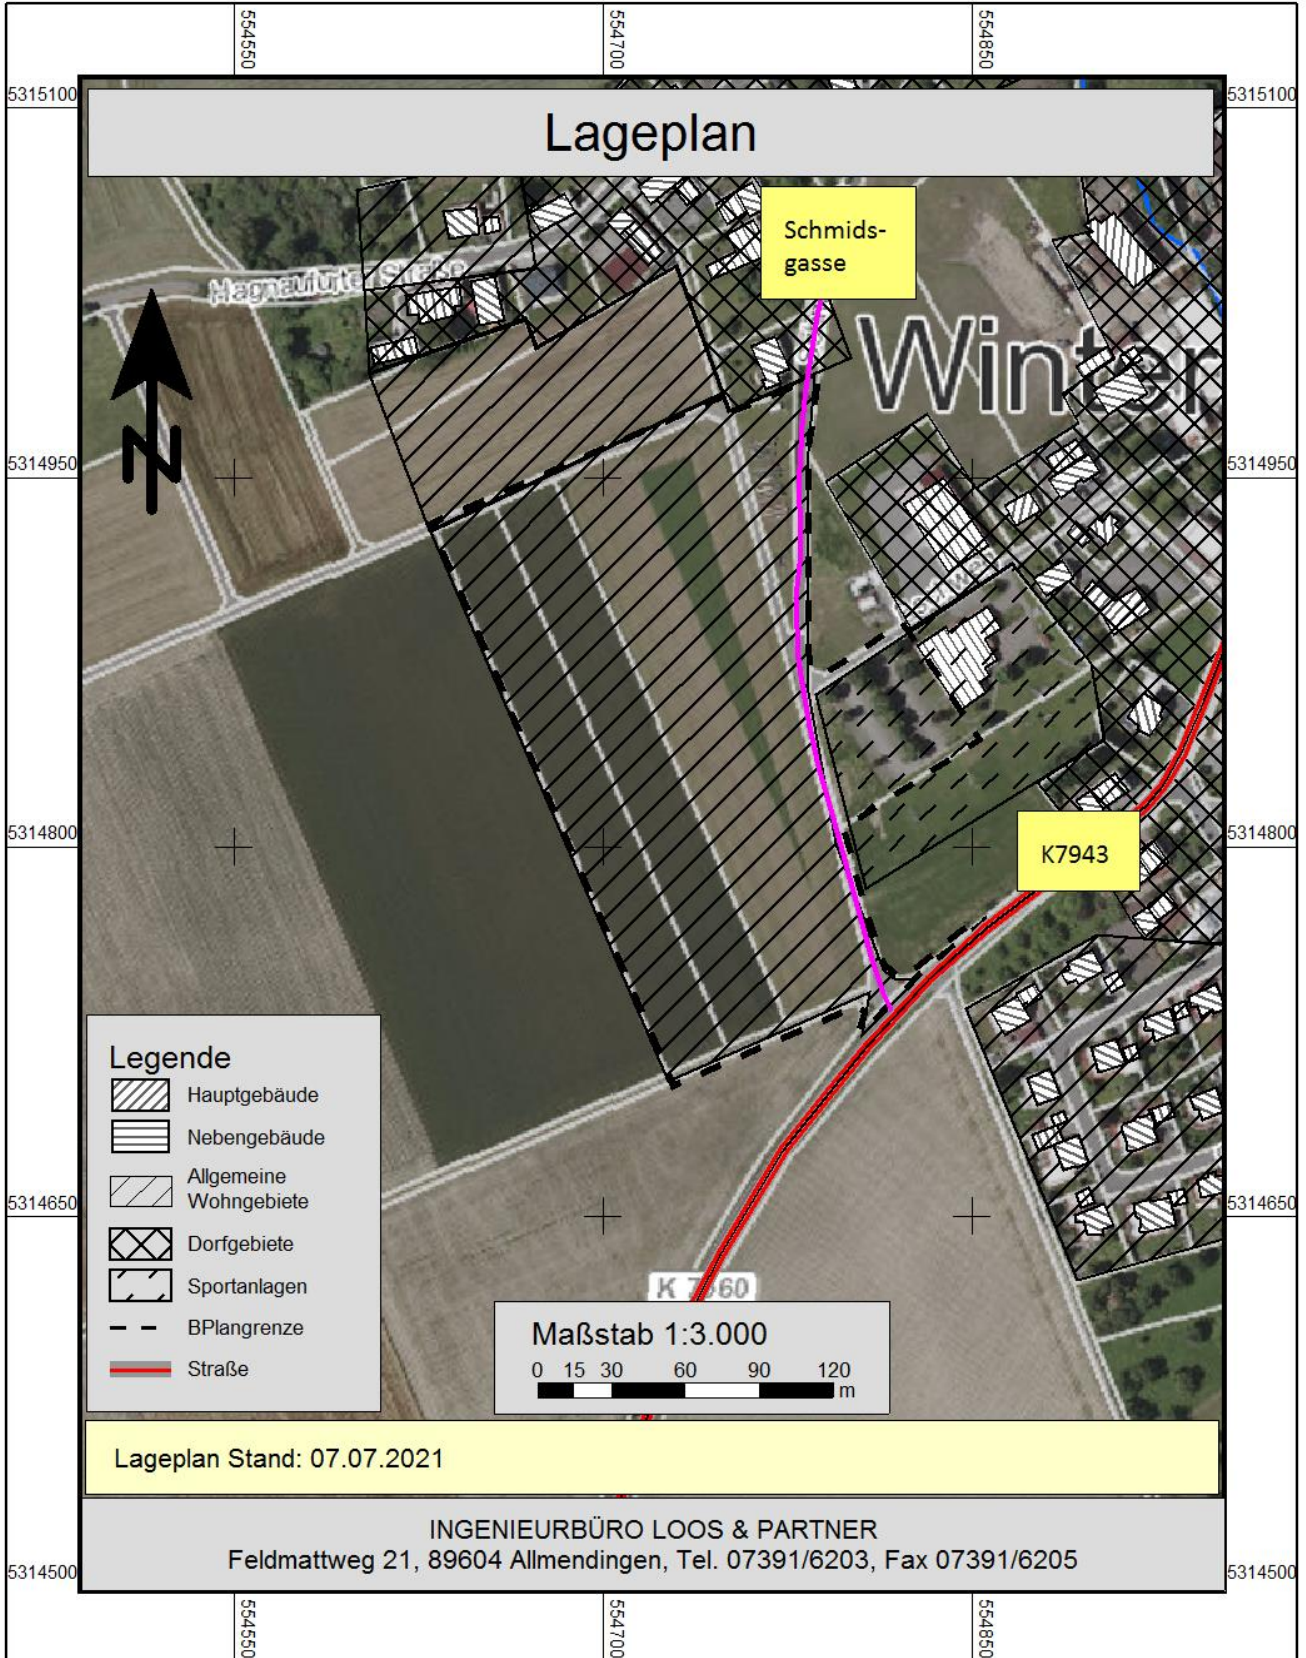 554550
554700
554850
5315100
5315100
Lageplan
Schmids-
gasse
Winter
5314950
5314950
5314800
5314800
K7943
Legende
Hauptgebäude
Nebengebäude
Allgemeine
Wohngebiete
Dorfgebiete
Sportanlagen
BPlangrenze
Straße
5314650
5314650
Maßstab 1:3.000
0 15 30 60 90 120
m
Lageplan Stand: 07.07.2021
INGENIEURBÜRO LOOS & PARTNER
Feldmattweg 21, 89604 Allmendingen, Tel. 07391/6203, Fax 07391/6205
5314500
5314500
554550
554700
554850